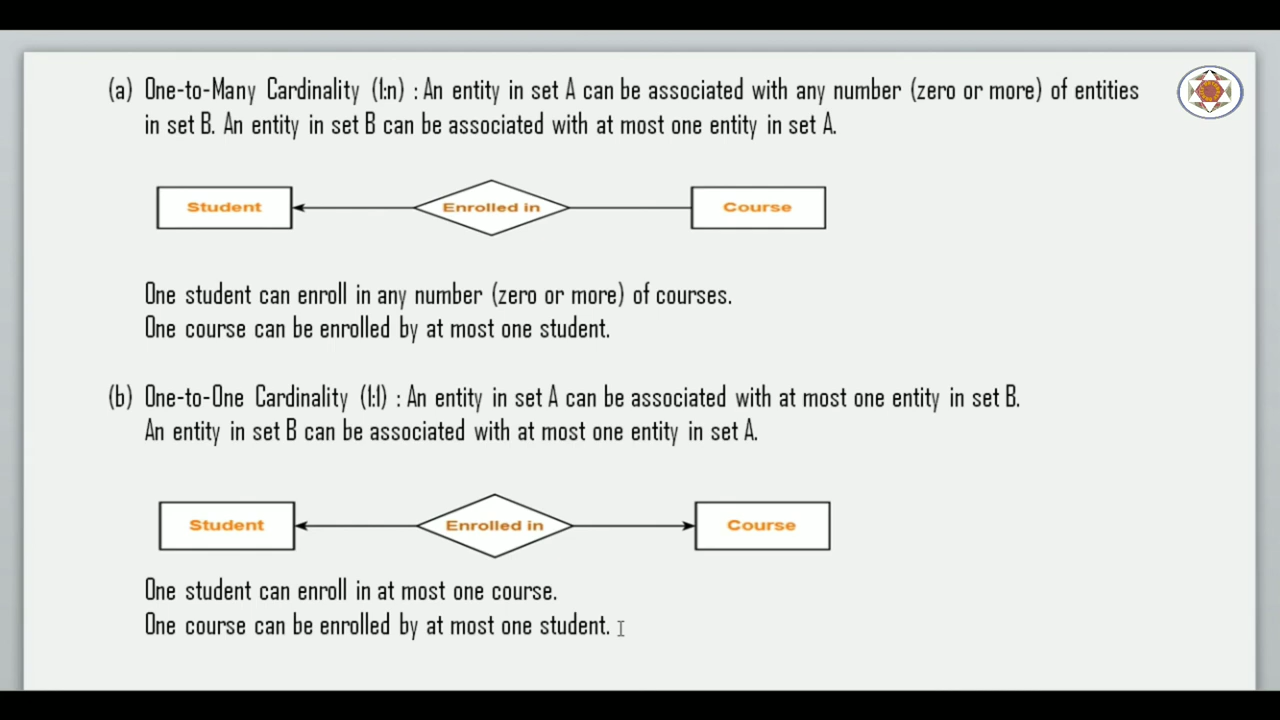 (a) One-to-Many Cardinality (1:n) : An entity in set A can be associated with any number (zero or more) of entities
in set B. An entity in set B can be associated with at most one entity in set A.
Student Enrolled in Course
One student can enroll in any number (zero or more) of courses.
One course can be enrolled by at most one student.
(b) One-to-One Cardinality (1:1) : An entity in set A can be associated with at most one entity in set B.
An entity in set B can be associated with at most one entity in set A.
Student Enrolled in Course
One student can enroll in at most one course.
One course can be enrolled by at most one student.